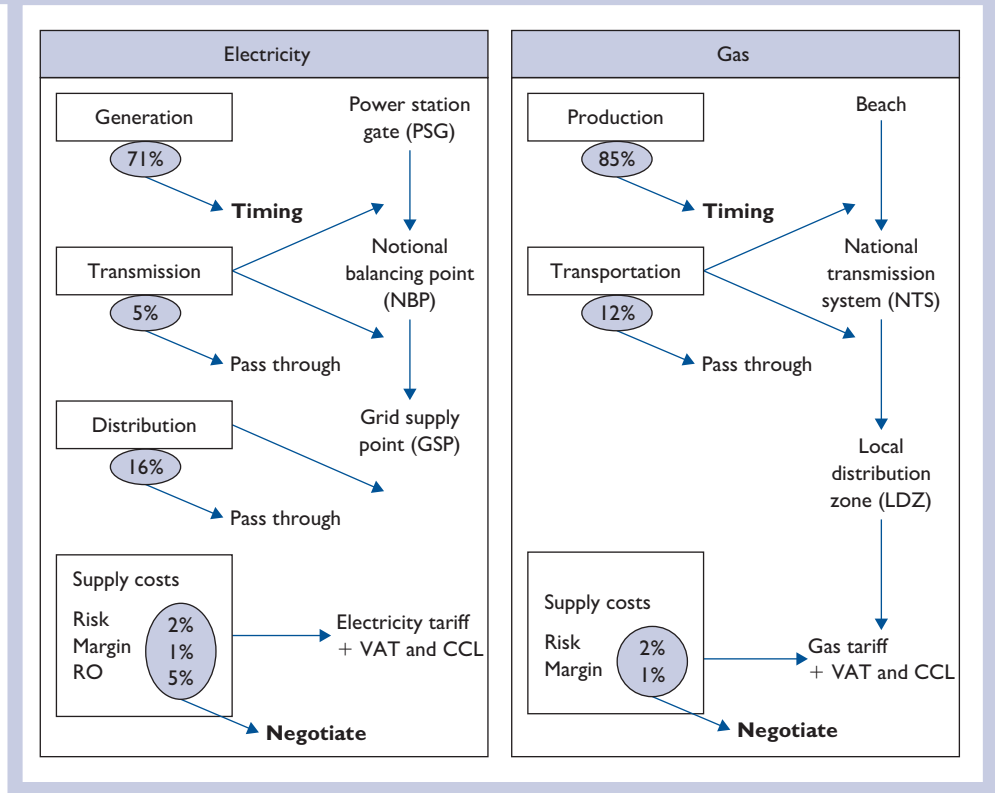 Electricity
Generation
71%
Timing
Power station
gate (PSG)
Transmission
5%
Pass through
Notional
balancing point
(NBP)
Distribution
16%
Pass through
Grid supply
point (GSP)
Supply costs
Risk 2%
Margin 1%
RO 5%
Negotiate
Electricity tariff
+ VAT and CCL
Gas
Production
85%
Timing
Beach
Transportation
12%
Pass through
National
transmission
system (NTS)
Local
distribution
zone (LDZ)
Supply costs
Risk 2%
Margin 1%
Negotiate
Gas tariff
+ VAT and CCL